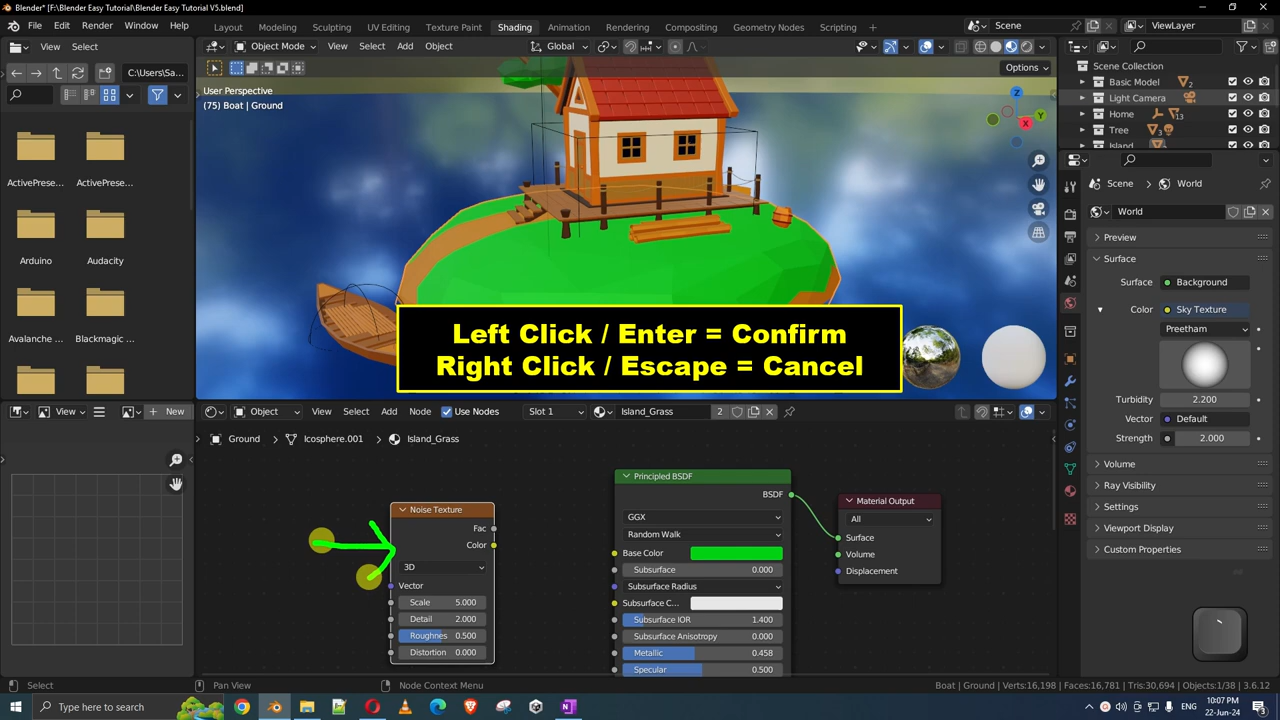 Blender* [F:\Blender Easy Tutorial\Blender Easy Tutorial V5.blend]
File Edit Render Window Help Layout Modeling Sculpting UV Editing Texture Paint Shading Animation Rendering Compositing Geometry Nodes Scripting Scene ViewLayer
View Select Object Mode View Select Add Object Global
C:\Users\Sa... Options
User Perspective
(75) Boat | Ground
Z
Y
X
Scene Collection
Basic Model 2
Light Camera
Home 13
Tree 3
Island
ActivePrese... ActivePrese...
Arduino Audacity
Avalanche ... Blackmagic ...
Scene World
World
Preview
Surface
Surface Background
Color Sky Texture
Preetham
Turbidity 2.200
Vector Default
Strength 2.000
Volume
Ray Visibility
Settings
Viewport Display
Custom Properties
Left Click / Enter = Confirm
Right Click / Escape = Cancel
View New Object View Select Add Node Use Nodes Slot 1 Island_Grass 2
Ground Icosphere.001 Island_Grass
Noise Texture
Fac
Color
3D
Vector
Scale 5.000
Detail 2.000
Roughnes 0.500
Distortion 0.000
Principled BSDF
BSDF
GGX
Random Walk
Base Color
Subsurface 0.000
Subsurface Radius
Subsurface C...
Subsurface IOR 1.400
Subsurface Anisotropy 0.000
Metallic 0.458
Specular 0.500
Material Output
All
Surface
Volume
Displacement
Select Pan View Node Context Menu Boat | Ground | Verts:16,198 | Faces:16,781 | Tris:30,694 | Objects:1/38 | 3.6.12
Type here to search ENG 10:07 PM
22-Jun-24